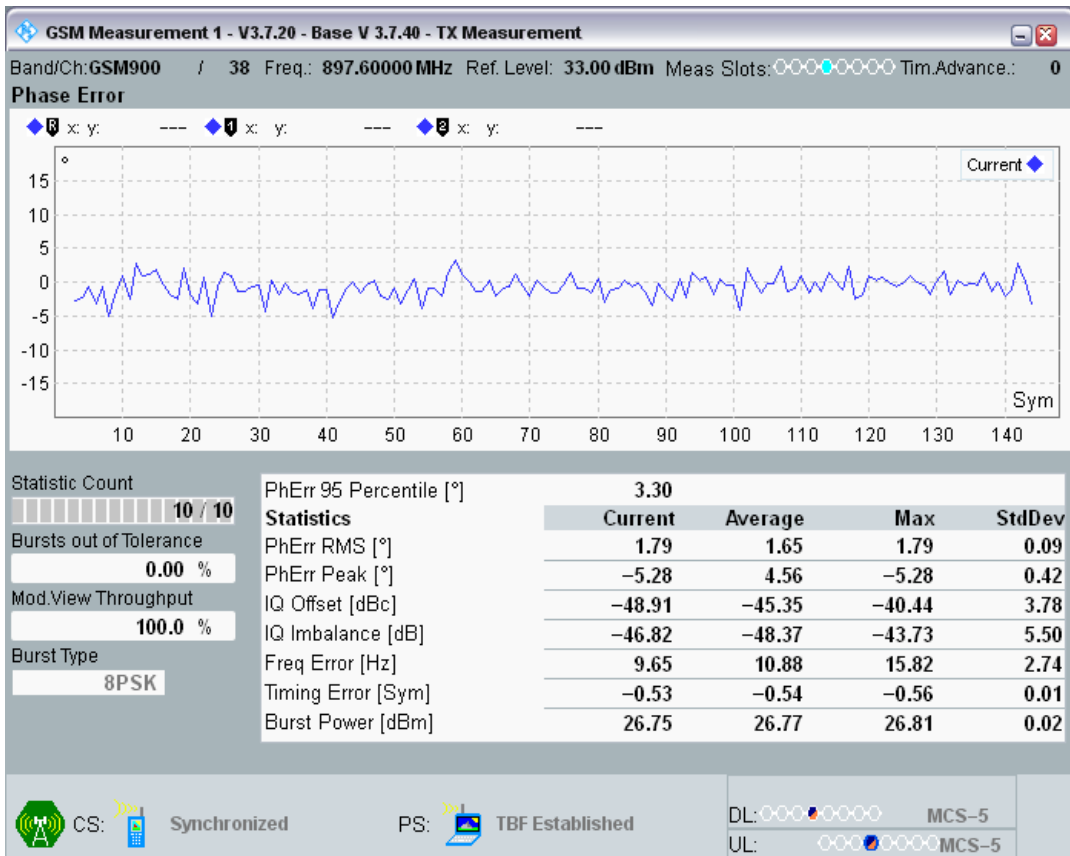 GSM Measurement 1 - V3.7.20 - Base V 3.7.40 - TX Measurement
Band/Ch:GSM900 / 38 Freq.: 897.60000 MHz Ref. Level: 33.00 dBm Meas Slots: Tim.Advance.: 0
Phase Error
R x: y: --- 1 x: y: --- 2 x: y: ---
° Current
15
10
5
0
-5
-10
-15
Sym
10 20 30 40 50 60 70 80 90 100 110 120 130 140
Statistic Count
10 / 10
Bursts out of Tolerance
0.00 %
Mod.View Throughput
100.0 %
Burst Type
8PSK
PhErr 95 Percentile [°] 3.30
Statistics Current Average Max StdDev
PhErr RMS [°] 1.79 1.65 1.79 0.09
PhErr Peak [°] −5.28 4.56 −5.28 0.42
IQ Offset [dBc] −48.91 −45.35 −40.44 3.78
IQ Imbalance [dB] −46.82 −48.37 −43.73 5.50
Freq Error [Hz] 9.65 10.88 15.82 2.74
Timing Error [Sym] −0.53 −0.54 −0.56 0.01
Burst Power [dBm] 26.75 26.77 26.81 0.02
CS: Synchronized PS: TBF Established
DL: MCS−5
UL: MCS−5